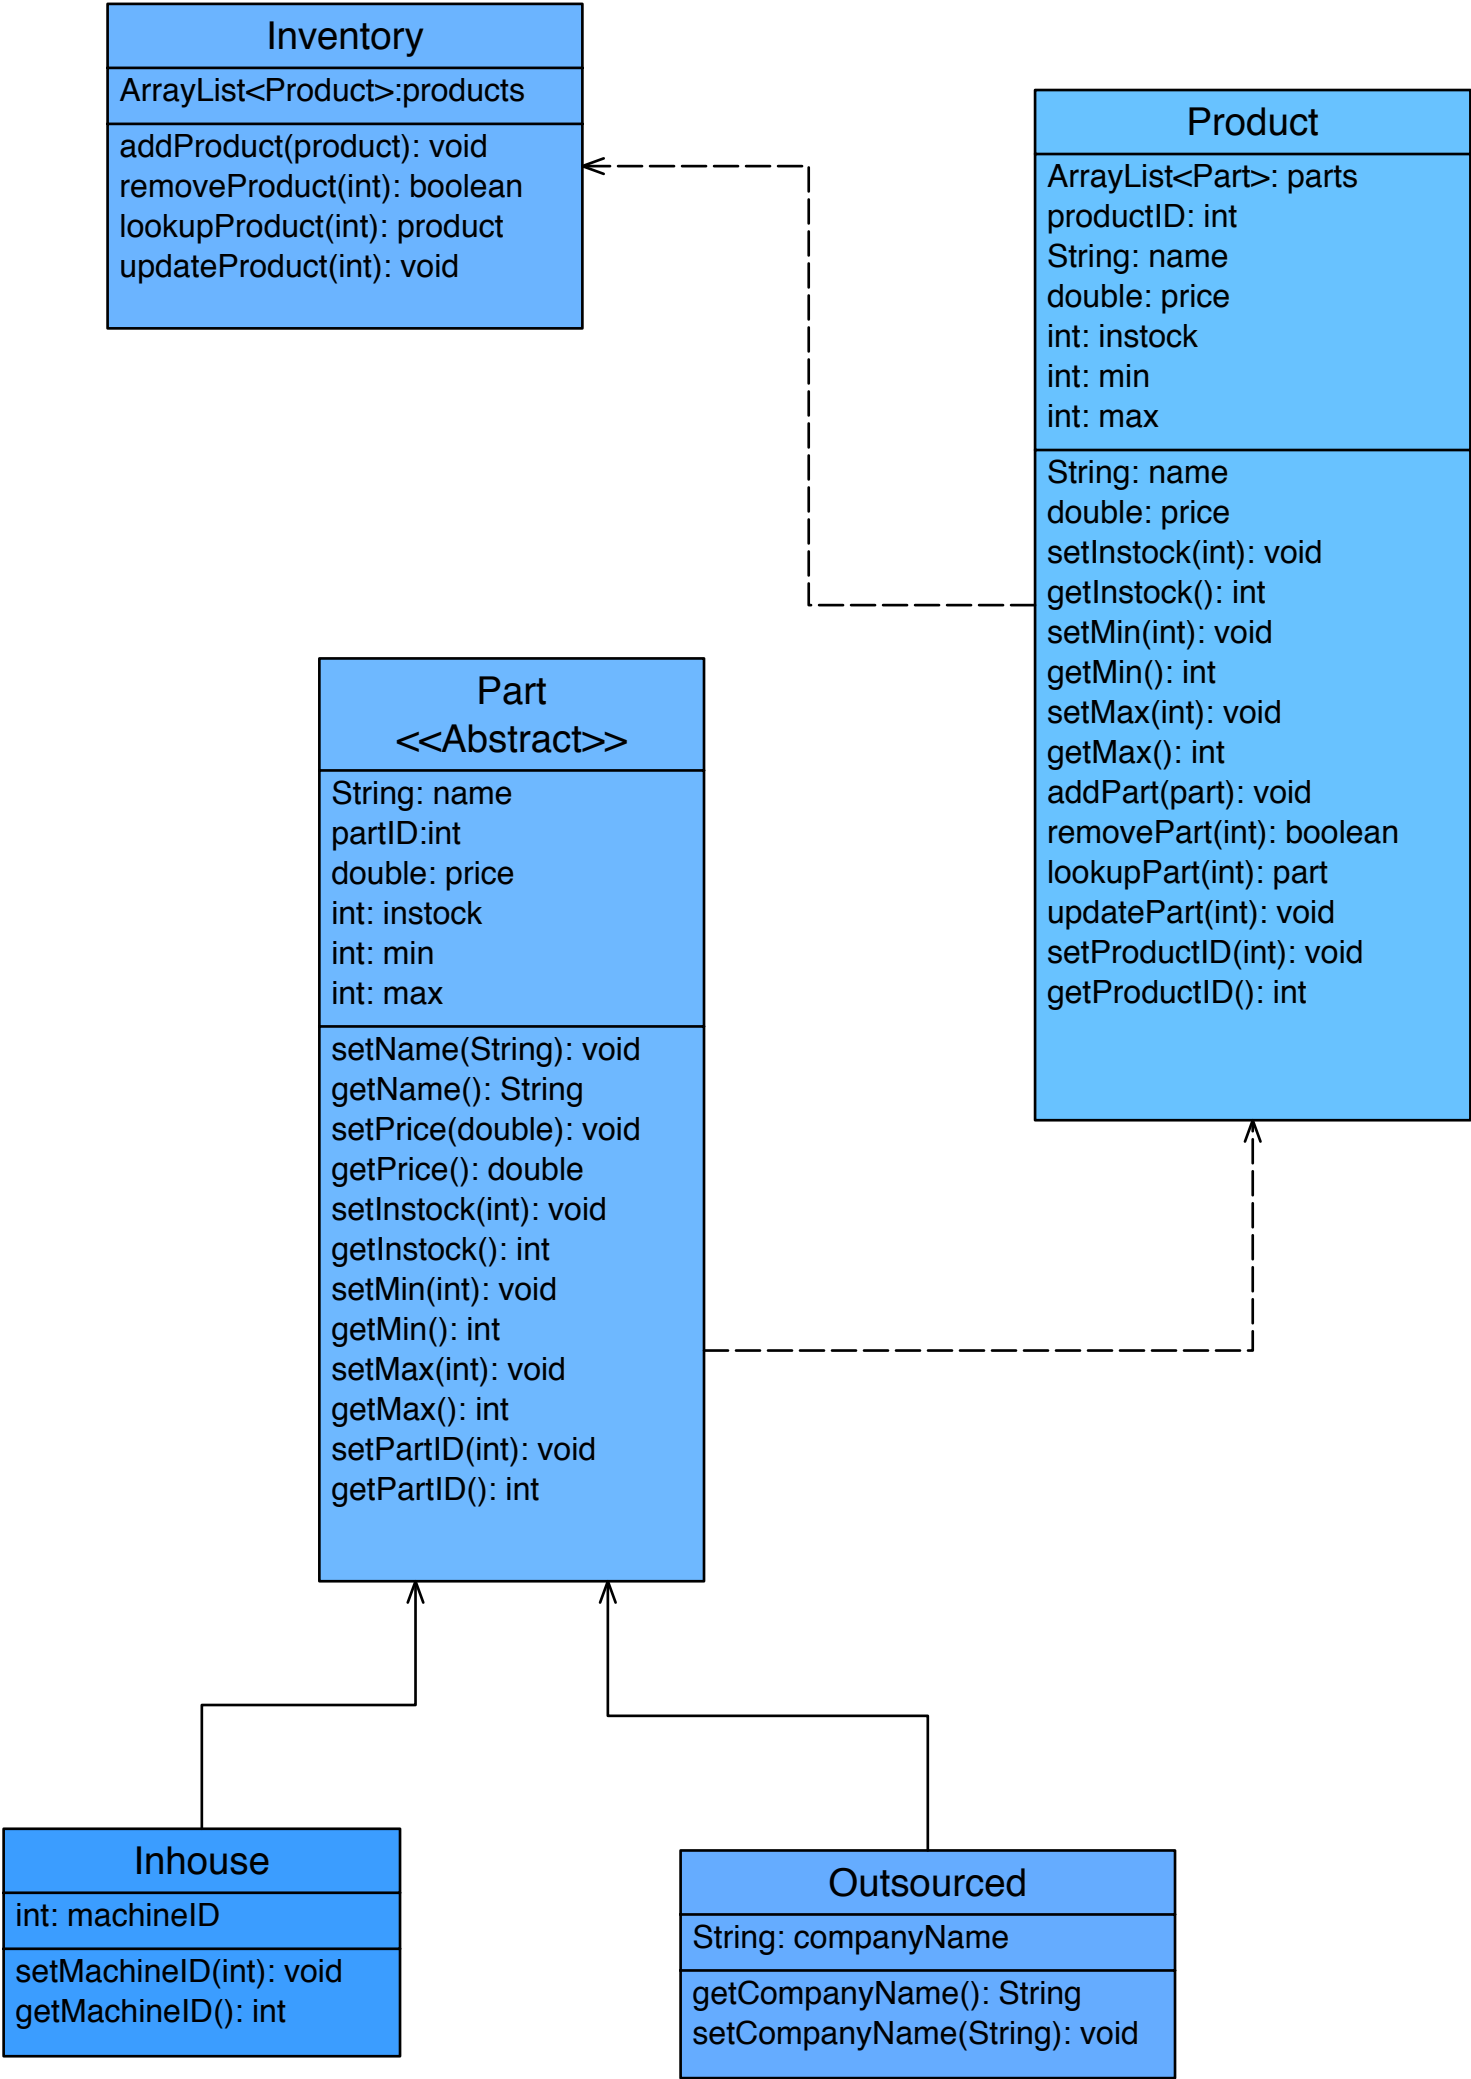 Inventory
ArrayList<Product>:products
addProduct(product): void
removeProduct(int): boolean
lookupProduct(int): product
updateProduct(int): void
Product
ArrayList<Part>: parts
productID: int
String: name
double: price
int: instock
int: min
int: max
String: name
double: price
setInstock(int): void
getInstock(): int
setMin(int): void
getMin(): int
setMax(int): void
getMax(): int
addPart(part): void
removePart(int): boolean
lookupPart(int): part
updatePart(int): void
setProductID(int): void
getProductID(): int
Part
<<Abstract>>
String: name
partID:int
double: price
int: instock
int: min
int: max
setName(String): void
getName(): String
setPrice(double): void
getPrice(): double
setInstock(int): void
getInstock(): int
setMin(int): void
getMin(): int
setMax(int): void
getMax(): int
setPartID(int): void
getPartID(): int
Inhouse
int: machineID
setMachineID(int): void
getMachineID(): int
Outsourced
String: companyName
getCompanyName(): String
setCompanyName(String): void